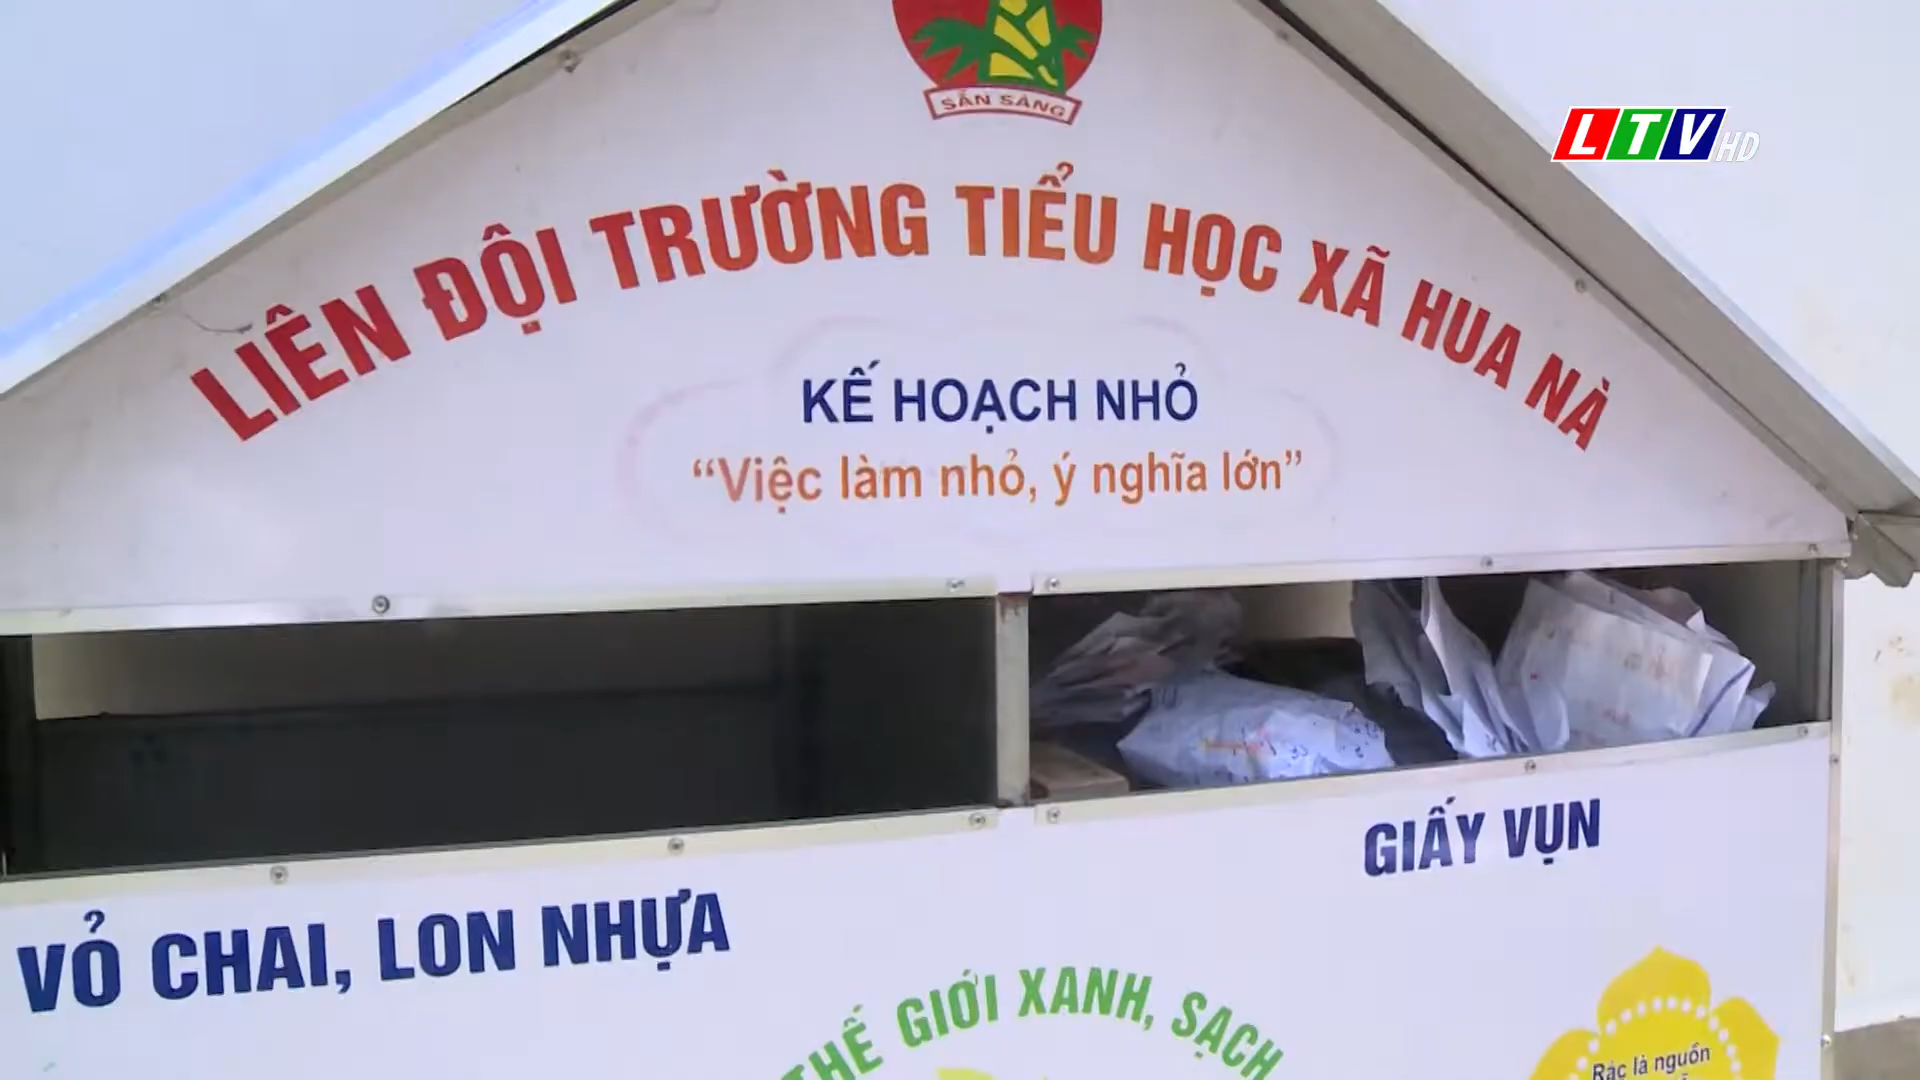 SẴN SÀNG
LTV HD
LIÊN ĐỘI TRƯỜNG TIỂU HỌC XÃ HUA NÀ
KẾ HOẠCH NHỎ
“Việc làm nhỏ, ý nghĩa lớn”
GIẤY VỤN
VỎ CHAI, LON NHỰA
THẾ GIỚI XANH, SẠCH
Rác là nguồn